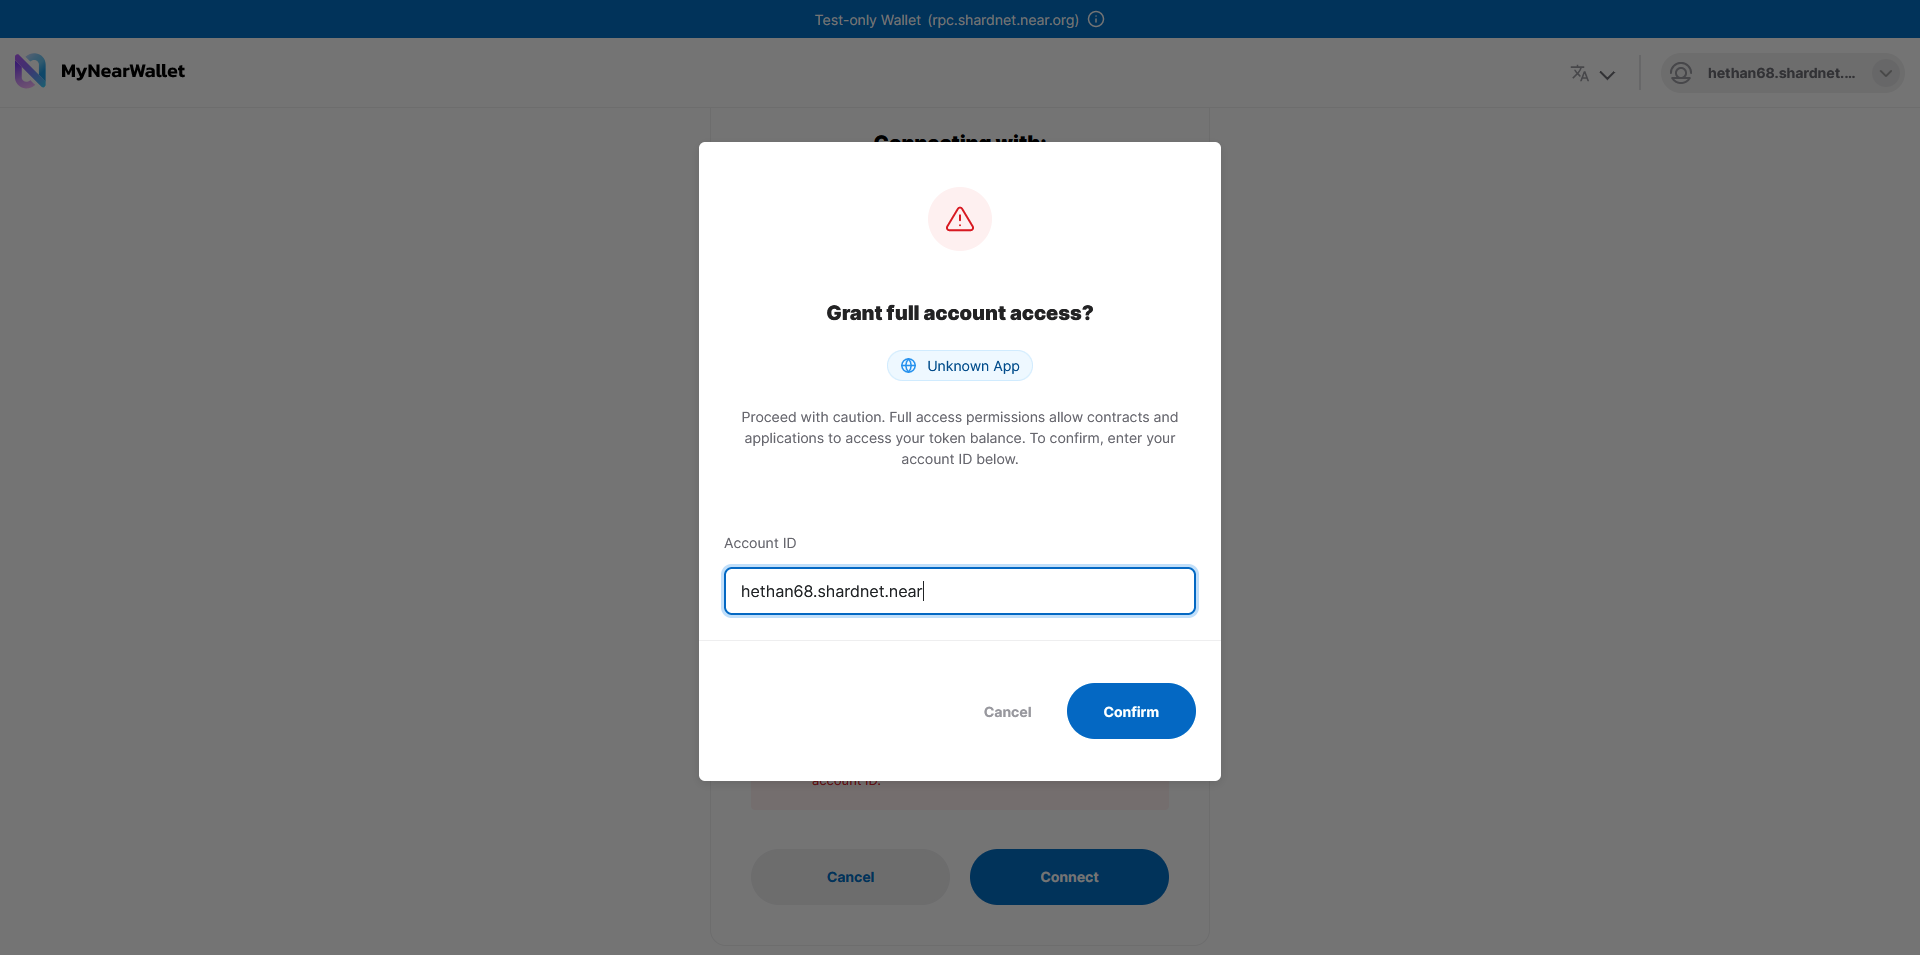 Test-only Wallet (rpc.shardnet.near.org)
MyNearWallet
hethan68.shardnet....
Connecting with:
Grant full account access?
Unknown App
Proceed with caution. Full access permissions allow contracts and
applications to access your token balance. To confirm, enter your
account ID below.
Account ID
hethan68.shardnet.near
Cancel
Confirm
account ID.
Cancel
Connect